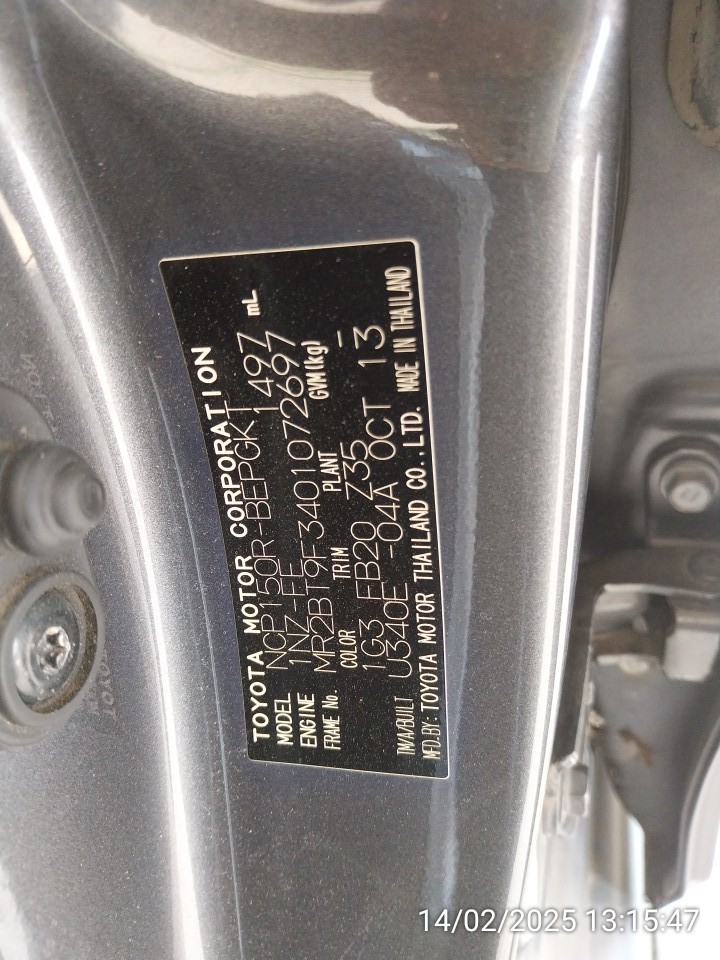 TOYOTA MOTOR CORPORATION
MODEL NCP150R-BEPGKT
ENGINE 1NZ-FE 1497 mL
FRAME No. MR2BT9F3401072697
COLOR TRIM PLANT GVM(kg)
1G3 FB20 Z35 -
TM/A/BUILT U340E -04A OCT 13
MFD.BY: TOYOTA MOTOR THAILAND CO.,LTD. MADE IN THAILAND
14/02/2025 13:15:47